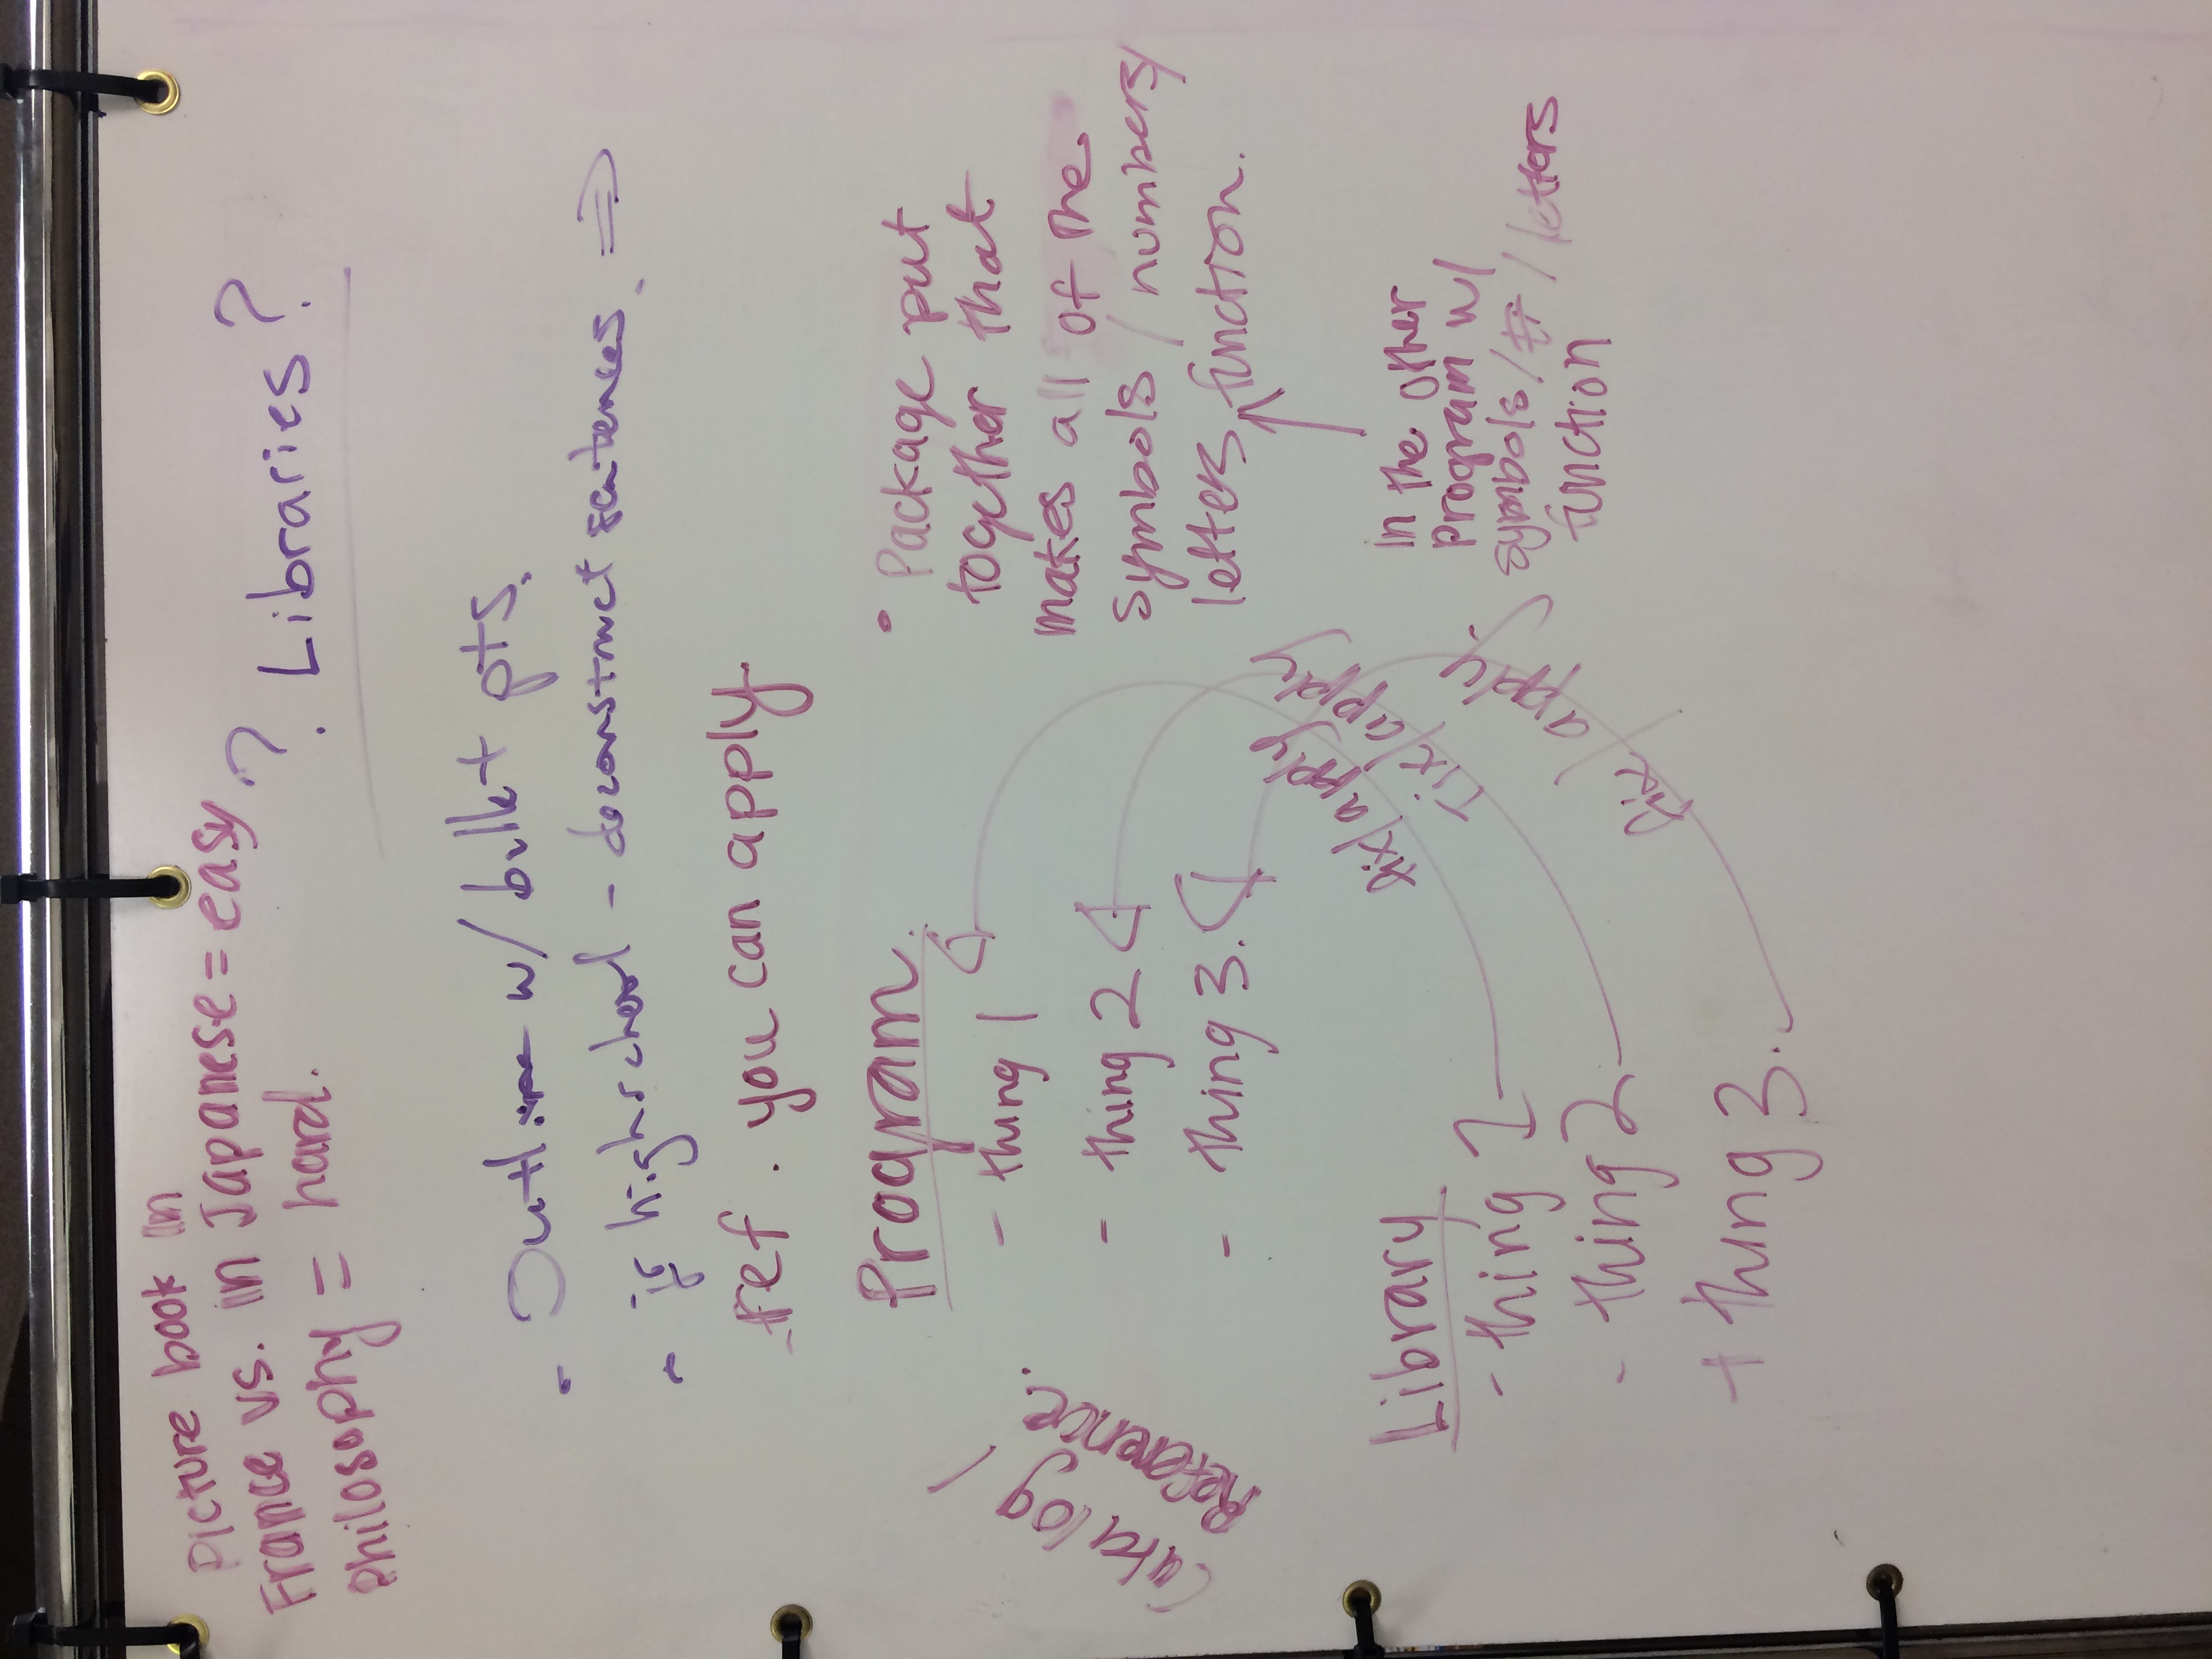 Picture book in
France vs. in Japanese = easy
Philosophy = hard.
? Libraries?
- Outline w/ bullet pts.
- jr highschool - deconstruct sentences. ⇒
- ref. you can apply.
Program.
- thing 1
- thing 2
- thing 3.
Catalog /
Reference.
• Package put
together that
makes all of the
symbols / numbers/
letters function.
in the other
Program w/
symbols/#/letters
function
fix/apply
Fix/apply
fix/apply.
Library
- thing 1
- thing 2
+ thing 3.